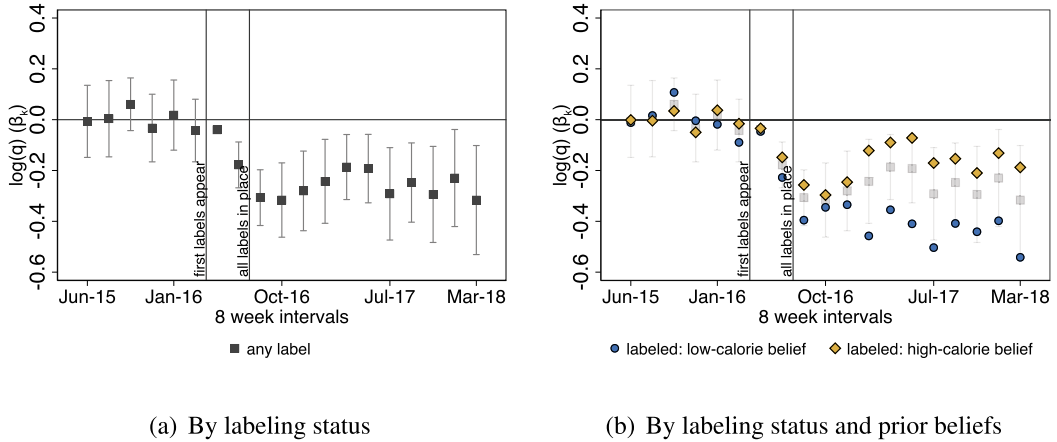 0.4
0.2
0.0
-0.2
-0.4
-0.6
log(q) (βk)
first labels appear
all labels in place
Jun-15 Jan-16 Oct-16 Jul-17 Mar-18
8 week intervals
any label
(a) By labeling status
0.4
0.2
0.0
-0.2
-0.4
-0.6
log(q) (βk)
first labels appear
all labels in place
Jun-15 Jan-16 Oct-16 Jul-17 Mar-18
8 week intervals
labeled: low-calorie belief labeled: high-calorie belief
(b) By labeling status and prior beliefs